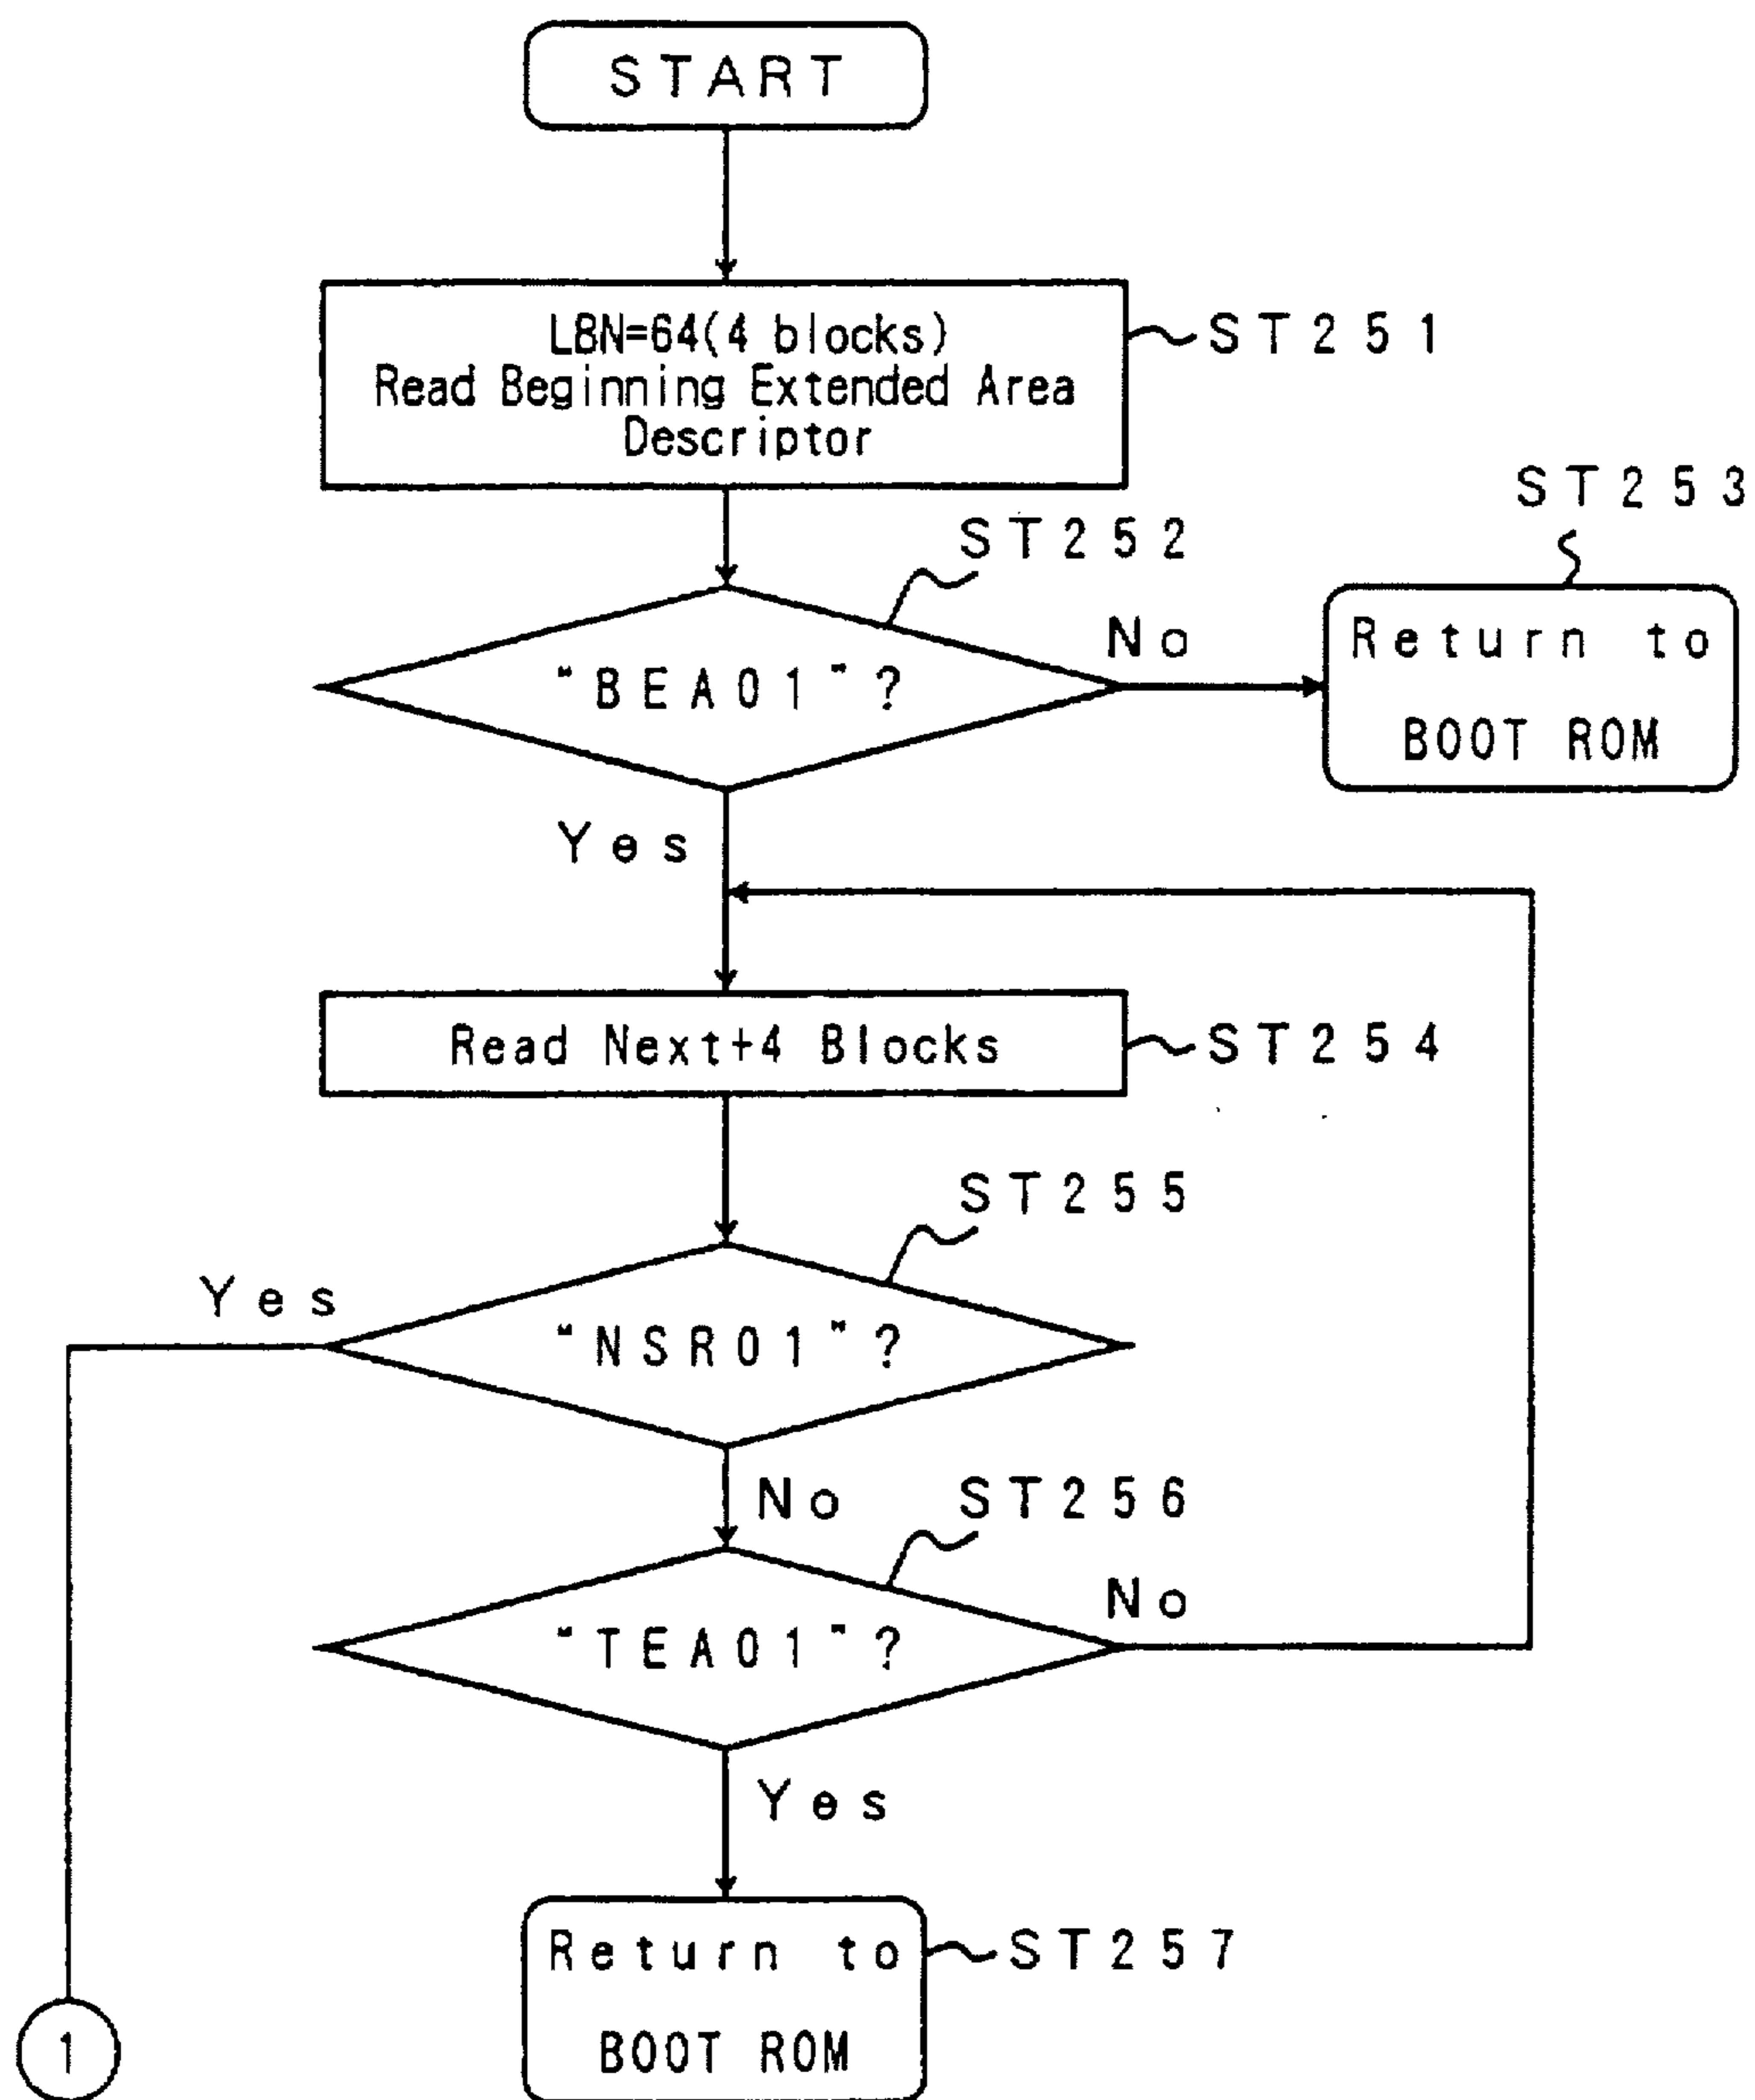 START
LBN=64(4 blocks)
Read Beginning Extended Area
Descriptor
ST251
ST252
ST253
"BEA01"?
No
Return to
BOOT ROM
Yes
Read Next+4 Blocks
ST254
ST255
Yes
"NSR01"?
No
ST256
"TEA01"?
No
Yes
Return to
BOOT ROM
ST257
1